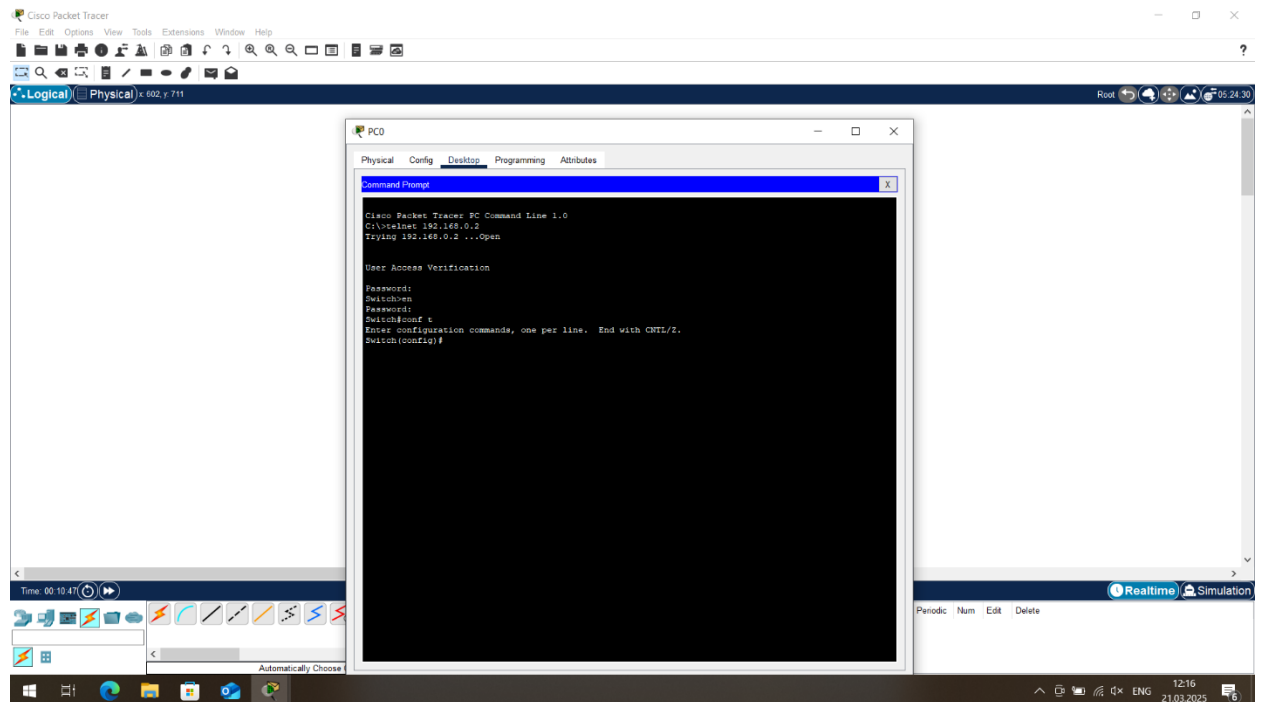 Cisco Packet Tracer
File Edit Options View Tools Extensions Window Help
?
Logical Physical x: 602, y: 711
Root 05:24:30
PC0
Physical Config Desktop Programming Attributes
Command Prompt X
Cisco Packet Tracer PC Command Line 1.0
C:\>telnet 192.168.0.2
Trying 192.168.0.2 ...Open
User Access Verification
Password:
Switch>en
Password:
Switch#conf t
Enter configuration commands, one per line.  End with CNTL/Z.
Switch(config)#
Time: 00:10:47
Realtime Simulation
Periodic Num Edit Delete
Automatically Choose
ENG
12:16
21.03.2025
6